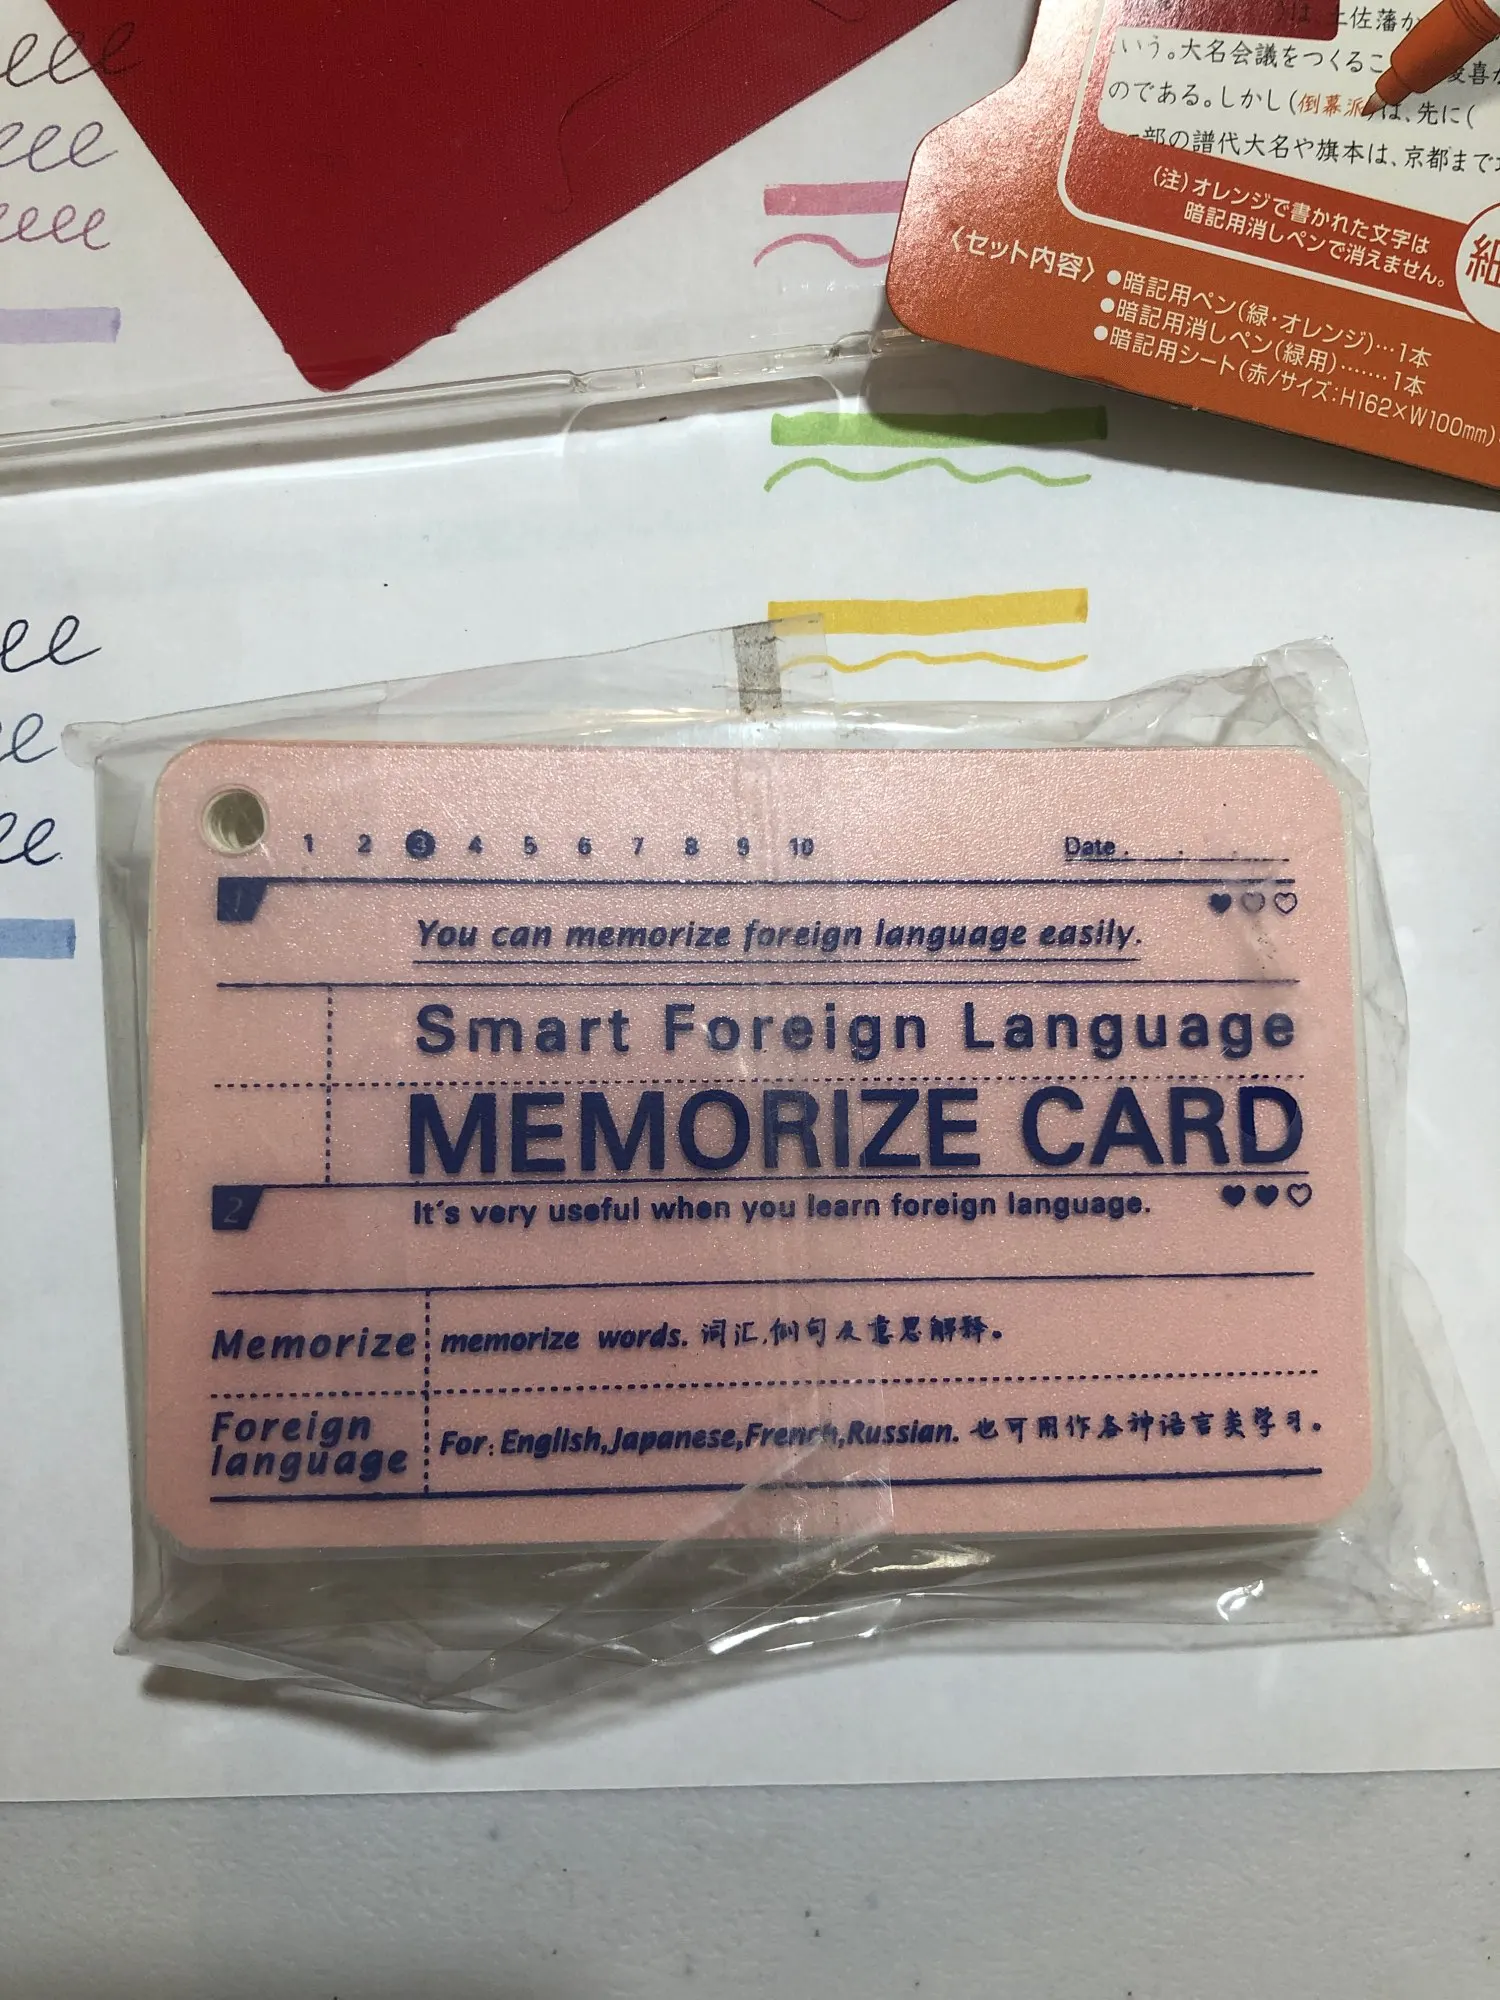 土佐藩か
いう。大名会議をつくるこ
のである。しかし(倒幕派)は、先に(
部の譜代大名や旗本は、京都まで
(注)オレンジで書かれた文字は
暗記用消しペンで消えません。
〈セット内容〉
●暗記用ペン(緑・オレンジ)…1本
●暗記用消しペン(緑用)……1本
●暗記用シート(赤/サイズ:H162×W100mm)
1 2 3 4 5 6 7 8 9 10
Date
1
You can memorize foreign language easily.
Smart Foreign Language
MEMORIZE CARD
2
It's very useful when you learn foreign language.
Memorize
memorize words. 词汇,例句及意思解释。
Foreign
language
For: English,Japanese,French,Russian. 也可用作各种语言类学习。